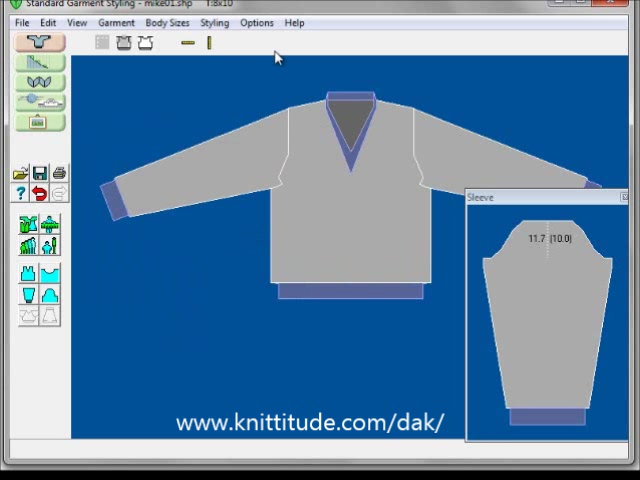 Standard Garment Styling - mike01.shp T:8x10
File Edit View Garment Body Sizes Styling Options Help
Sleeve
11.7 (10.0)
www.knittitude.com/dak/